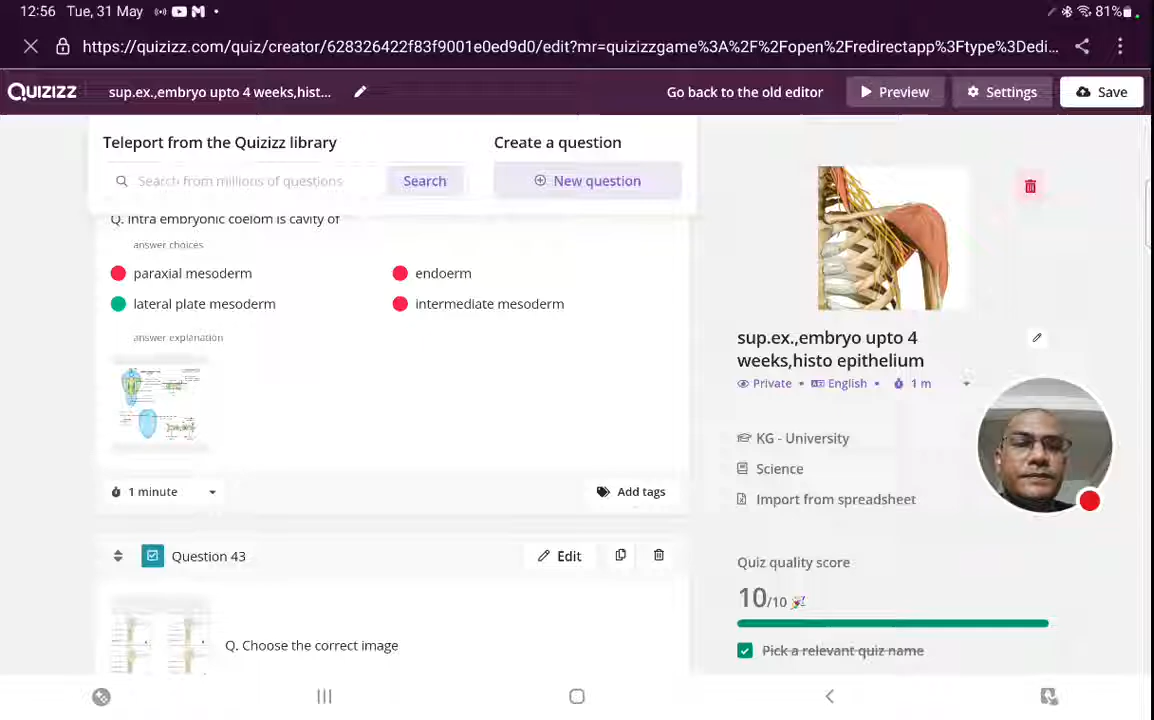 12:56 Tue, 31 May
81%
https://quizizz.com/quiz/creator/628326422f83f9001e0ed9d0/edit?mr=quizizzgame%3A%2F%2Fopen%2Fredirectapp%3Ftype%3Dedi...
QUIZIZZ
sup.ex.,embryo upto 4 weeks,hist...
Go back to the old editor
Preview
Settings
Save
Teleport from the Quizizz library
Create a question
Search from millions of questions
Search
New question
Q. Intra embryonic coelom is cavity of
answer choices
paraxial mesoderm
endoerm
lateral plate mesoderm
intermediate mesoderm
answer explanation
1 minute
Add tags
Question 43
Edit
Q. Choose the correct image
sup.ex.,embryo upto 4
weeks,histo epithelium
Private • English • 1 m
KG - University
Science
Import from spreadsheet
Quiz quality score
10/10
Pick a relevant quiz name